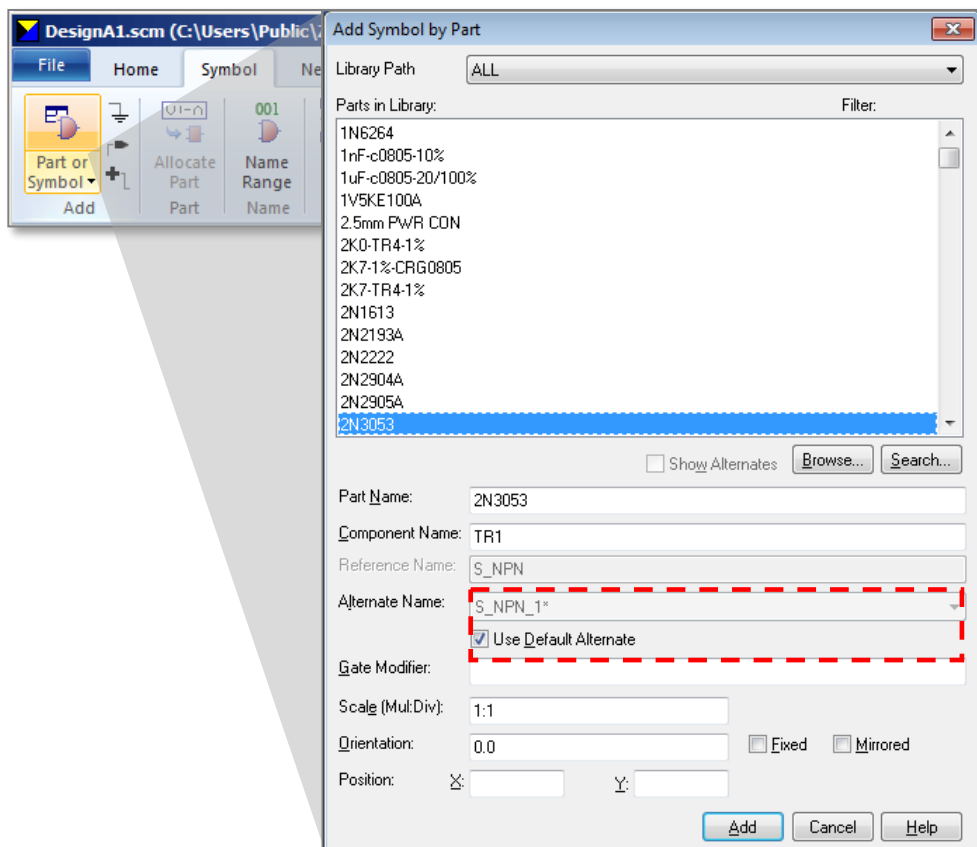 DesignA1.scm (C:\Users\Public\
File Home Symbol Ne
Part or Symbol
Allocate Part
Name Range
Add Part Name
001
Add Symbol by Part
Library Path ALL
Parts in Library: Filter:
1N6264
1nF-c0805-10%
1uF-c0805-20/100%
1V5KE100A
2.5mm PWR CON
2K0-TR4-1%
2K7-1%-CRG0805
2K7-TR4-1%
2N1613
2N2193A
2N2222
2N2904A
2N2905A
2N3053
Show Alternates Browse... Search...
Part Name: 2N3053
Component Name: TR1
Reference Name: S_NPN
Alternate Name: S_NPN_1*
Use Default Alternate
Gate Modifier:
Scale (Mul:Div): 1:1
Orientation: 0.0 Fixed Mirrored
Position: X: Y:
Add Cancel Help